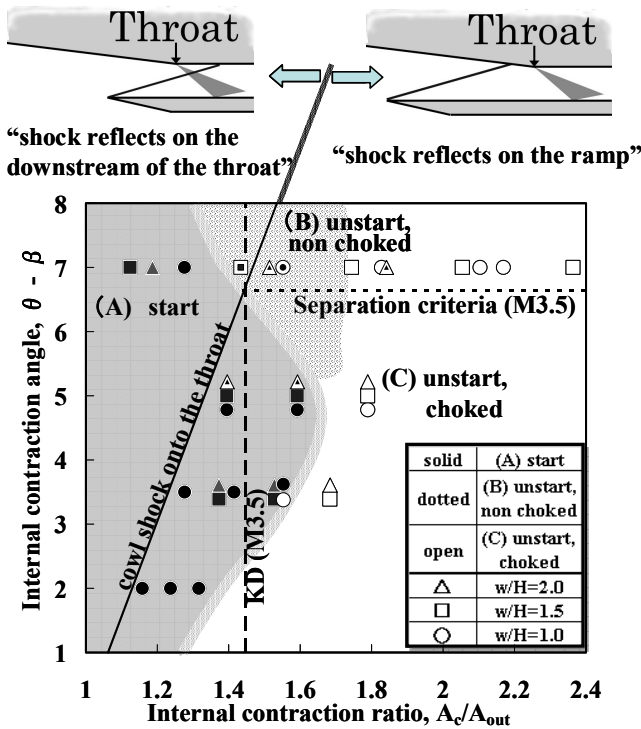 Throat
Throat
“shock reflects on the
downstream of the throat”
“shock reflects on the ramp”
8
7
6
5
4
3
2
1
Internal contraction angle, θ - β
(B) unstart,
non choked
(A) start
Separation criteria (M3.5)
cowl shock onto the throat
(C) unstart,
choked
KD (M3.5)
solid (A) start
dotted (B) unstart,
non choked
open (C) unstart,
choked
△ w/H=2.0
□ w/H=1.5
○ w/H=1.0
1 1.2 1.4 1.6 1.8 2 2.2 2.4
Internal contraction ratio, Ac/Aout